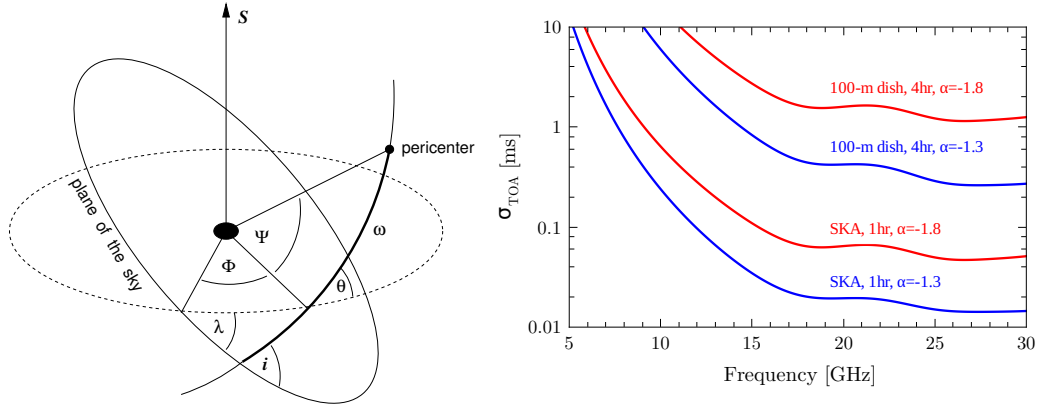 S
pericenter
plane of the sky
Ψ
ω
Φ
θ
λ
i
10
1
0.1
0.01
σTOA [ms]
100-m dish, 4hr, α=-1.8
100-m dish, 4hr, α=-1.3
SKA, 1hr, α=-1.8
SKA, 1hr, α=-1.3
5 10 15 20 25 30
Frequency [GHz]